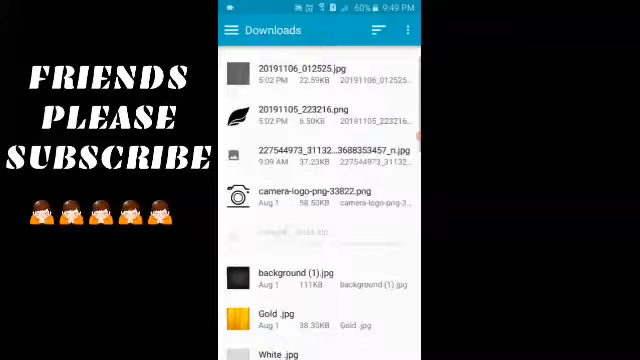 60% 9:49 PM
Downloads
FRIENDS
PLEASE
SUBSCRIBE
20191106_012525.jpg
5:02 PM 22.59KB 20191106_012525...
20191105_223216.png
5:02 PM 6.50KB 20191105_223216...
227544973_31132...3688353457_n.jpg
9:09 AM 37.23KB 227544973_31132...
camera-logo-png-33822.png
Aug 1 58.50KB camera-logo-png-3...
background (1).jpg
Aug 1 111KB background (1).jpg
Gold .jpg
Aug 1 38.30KB Gold .jpg
White .jpg